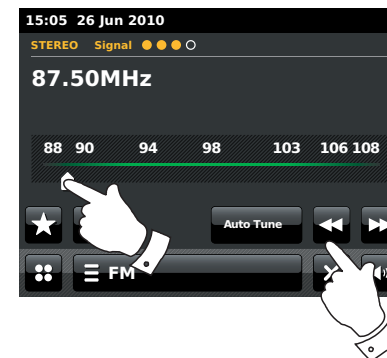 15:05 26 Jun 2010
STEREO Signal
87.50MHz
88 90 94 98 103 106 108
Auto Tune
FM